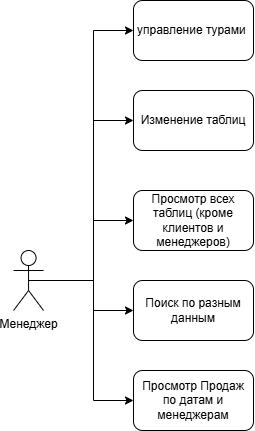 управление турами
Изменение таблиц
Просмотр всех
таблиц (кроме
клиентов и
менеджеров)
Менеджер
Поиск по разным
данным
Просмотр Продаж
по датам и
менеджерам